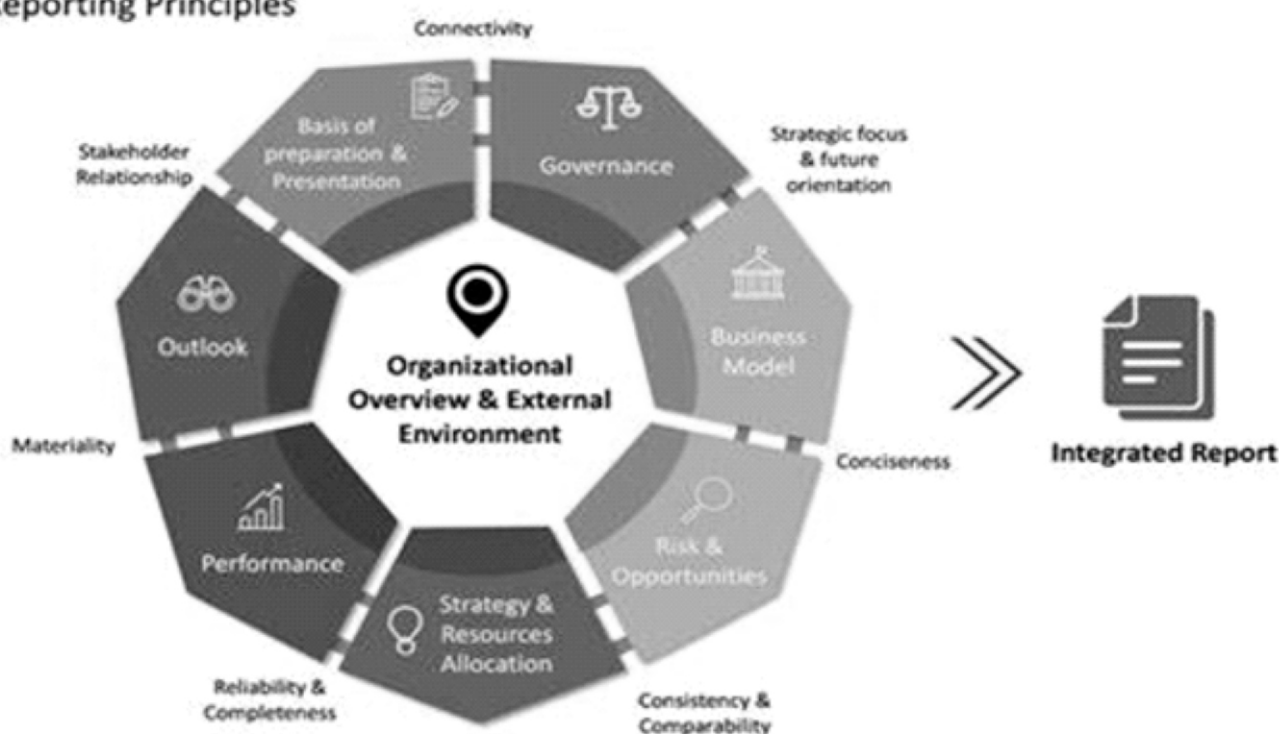 Reporting Principles
Connectivity
Basis of
preparation &
Presentation
Governance
Strategic focus
& future
orientation
Stakeholder
Relationship
Outlook
Business
Model
Organizational
Overview & External
Environment
Integrated Report
Materiality
Conciseness
Performance
Risk &
Opportunities
Strategy &
Resources
Allocation
Reliability &
Completeness
Consistency &
Comparability